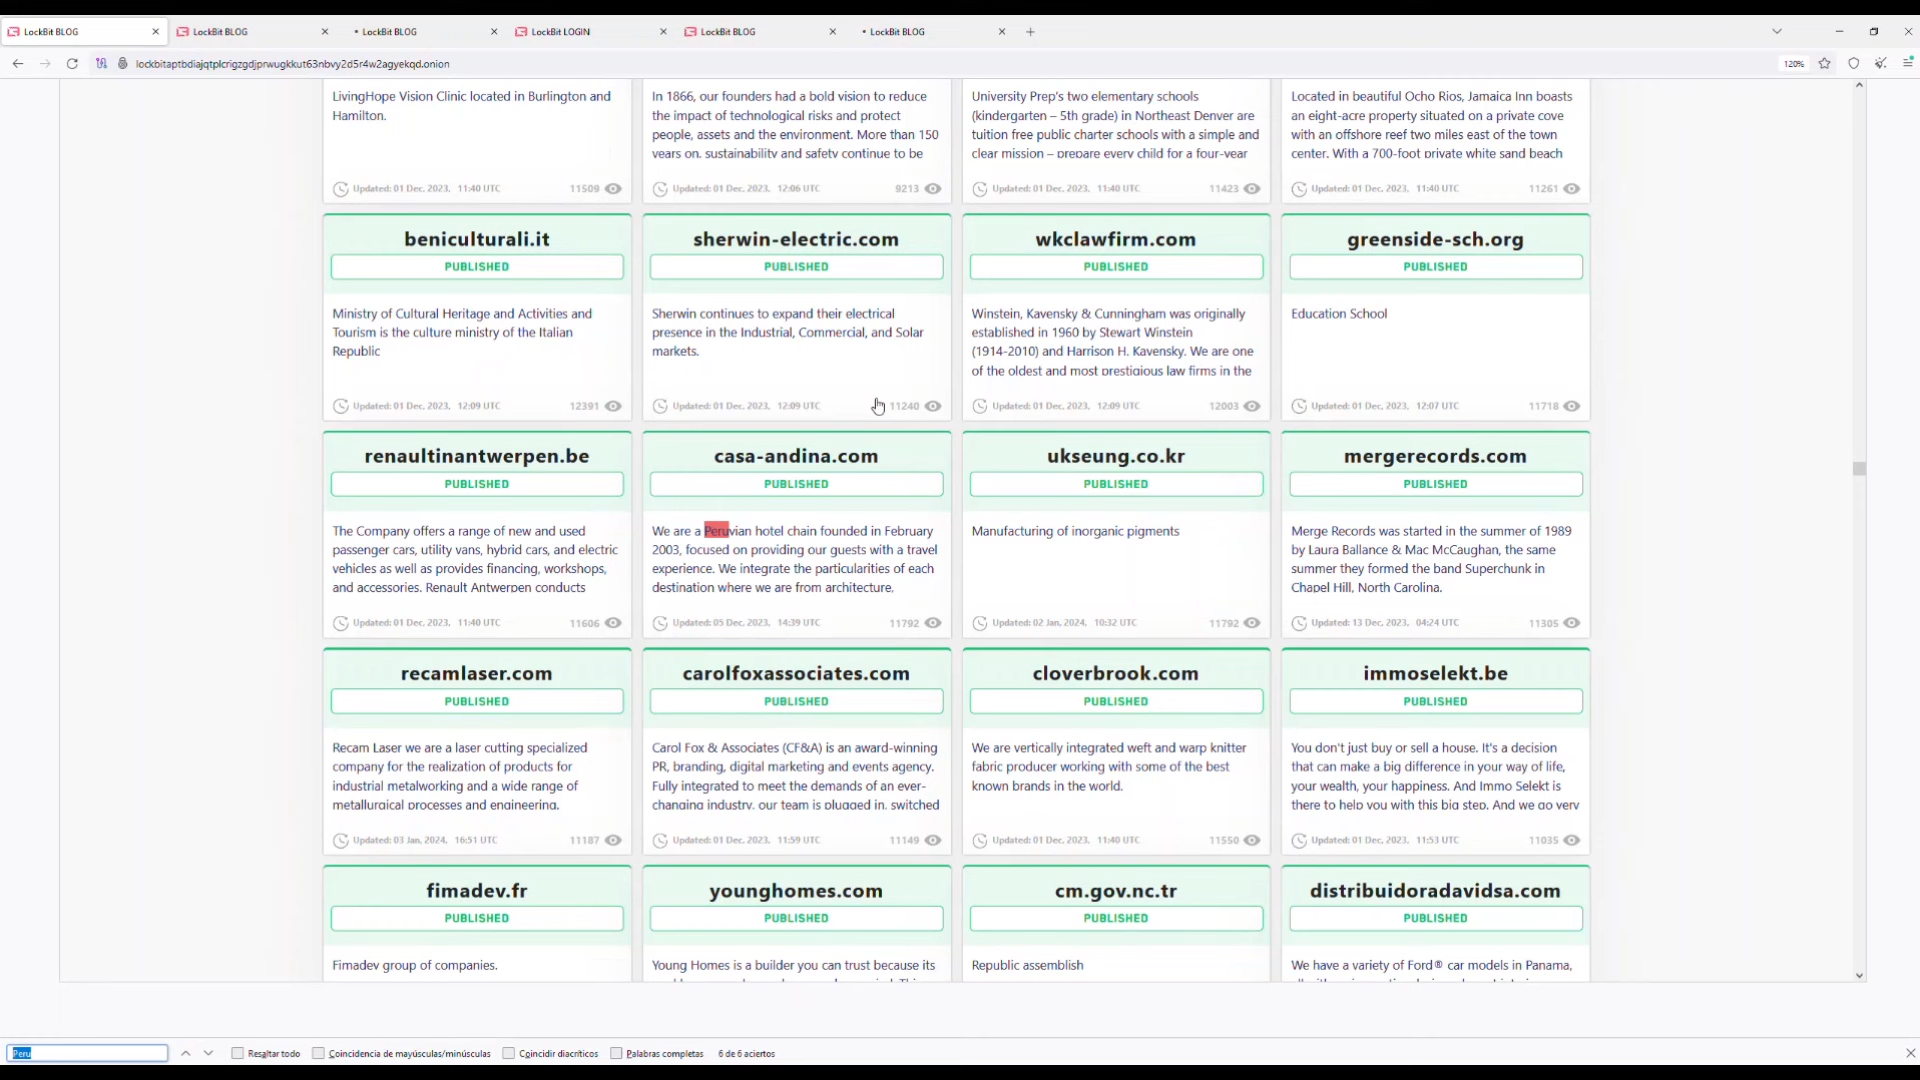 LockBit BLOG
LockBit BLOG
LockBit BLOG
LockBit LOGIN
LockBit BLOG
LockBit BLOG
lockbitaptbdiajqtplcrigzgdjprwugkkut63nbvy2d5r4w2agyekqd.onion
120%
LivingHope Vision Clinic located in Burlington and
Hamilton.
Updated: 01 Dec, 2023, 11:40 UTC
11509
In 1866, our founders had a bold vision to reduce
the impact of technological risks and protect
people, assets and the environment. More than 150
years on, sustainability and safety continue to be
Updated: 01 Dec, 2023, 12:06 UTC
9213
University Prep's two elementary schools
(kindergarten – 5th grade) in Northeast Denver are
tuition free public charter schools with a simple and
clear mission – prepare every child for a four-year
Updated: 01 Dec, 2023, 11:40 UTC
11423
Located in beautiful Ocho Rios, Jamaica Inn boasts
an eight-acre property situated on a private cove
with an offshore reef two miles east of the town
center. With a 700-foot private white sand beach
Updated: 01 Dec, 2023, 11:40 UTC
11261
beniculturali.it
PUBLISHED
Ministry of Cultural Heritage and Activities and
Tourism is the culture ministry of the Italian
Republic
Updated: 01 Dec, 2023, 12:09 UTC
12391
sherwin-electric.com
PUBLISHED
Sherwin continues to expand their electrical
presence in the Industrial, Commercial, and Solar
markets.
Updated: 01 Dec, 2023, 12:09 UTC
11240
wkclawfirm.com
PUBLISHED
Winstein, Kavensky & Cunningham was originally
established in 1960 by Stewart Winstein
(1914-2010) and Harrison H. Kavensky. We are one
of the oldest and most prestigious law firms in the
Updated: 01 Dec, 2023, 12:09 UTC
12003
greenside-sch.org
PUBLISHED
Education School
Updated: 01 Dec, 2023, 12:07 UTC
11718
renaultinantwerpen.be
PUBLISHED
The Company offers a range of new and used
passenger cars, utility vans, hybrid cars, and electric
vehicles as well as provides financing, workshops,
and accessories. Renault Antwerpen conducts
Updated: 01 Dec, 2023, 11:40 UTC
11606
casa-andina.com
PUBLISHED
We are a Peruvian hotel chain founded in February
2003, focused on providing our guests with a travel
experience. We integrate the particularities of each
destination where we are from architecture,
Updated: 05 Dec, 2023, 14:39 UTC
11792
ukseung.co.kr
PUBLISHED
Manufacturing of inorganic pigments
Updated: 02 Jan, 2024, 10:32 UTC
11792
mergerecords.com
PUBLISHED
Merge Records was started in the summer of 1989
by Laura Ballance & Mac McCaughan, the same
summer they formed the band Superchunk in
Chapel Hill, North Carolina.
Updated: 13 Dec, 2023, 04:24 UTC
11305
recamlaser.com
PUBLISHED
Recam Laser we are a laser cutting specialized
company for the realization of products for
industrial metalworking and a wide range of
metallurgical processes and engineering.
Updated: 03 Jan, 2024, 16:51 UTC
11187
carolfoxassociates.com
PUBLISHED
Carol Fox & Associates (CF&A) is an award-winning
PR, branding, digital marketing and events agency.
Fully integrated to meet the demands of an ever-
changing industry, our team is plugged in, switched
Updated: 01 Dec, 2023, 11:59 UTC
11149
cloverbrook.com
PUBLISHED
We are vertically integrated weft and warp knitter
fabric producer working with some of the best
known brands in the world.
Updated: 01 Dec, 2023, 11:40 UTC
11550
immoselekt.be
PUBLISHED
You don't just buy or sell a house. It's a decision
that can make a big difference in your way of life,
your wealth, your happiness. And Immo Selekt is
there to help you with this big step. And we go very
Updated: 01 Dec, 2023, 11:53 UTC
11035
fimadev.fr
PUBLISHED
Fimadev group of companies.
younghomes.com
PUBLISHED
Young Homes is a builder you can trust because its
cm.gov.nc.tr
PUBLISHED
Republic assemblish
distribuidoradavidsa.com
PUBLISHED
We have a variety of Ford® car models in Panama,
Peru
Resaltar todo
Coincidencia de mayúsculas/minúsculas
Coincidir diacríticos
Palabras completas
6 de 6 aciertos